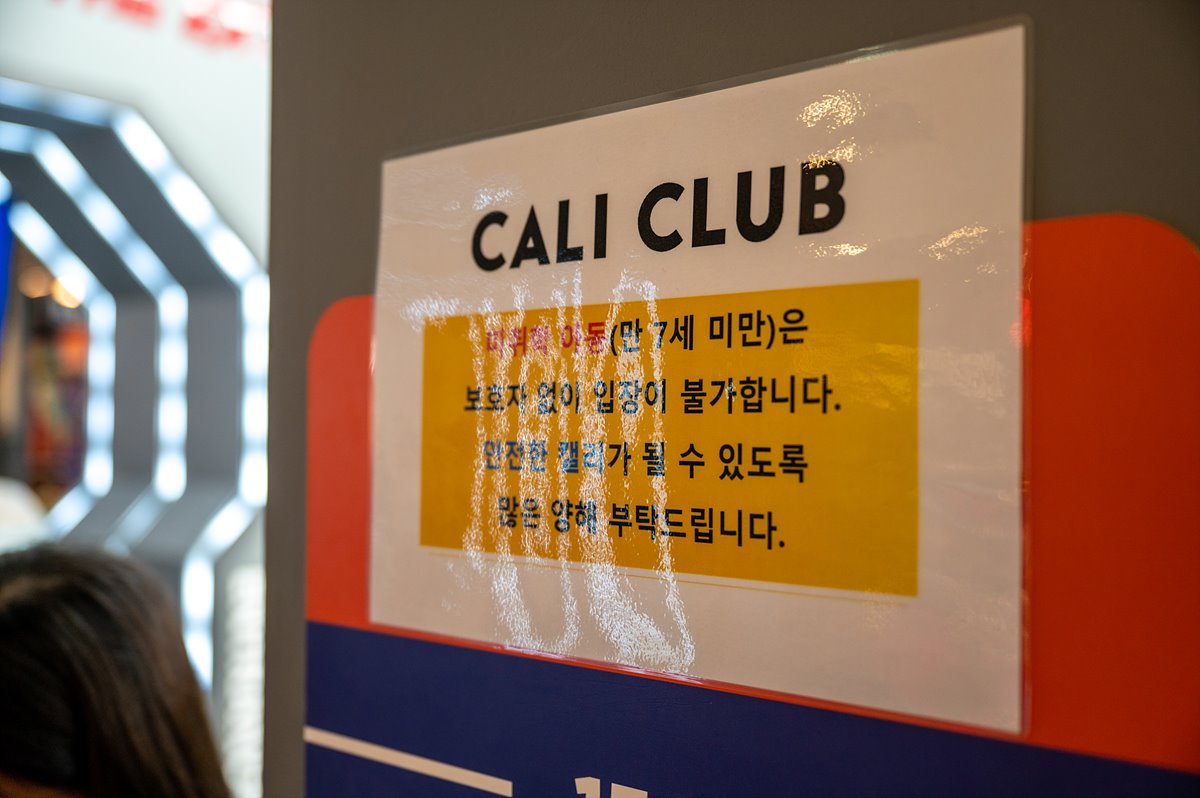 CALI CLUB
미취학 아동(만 7세 미만)은
보호자 없이 입장이 불가합니다.
안전한 캘리가 될 수 있도록
많은 양해 부탁드립니다.